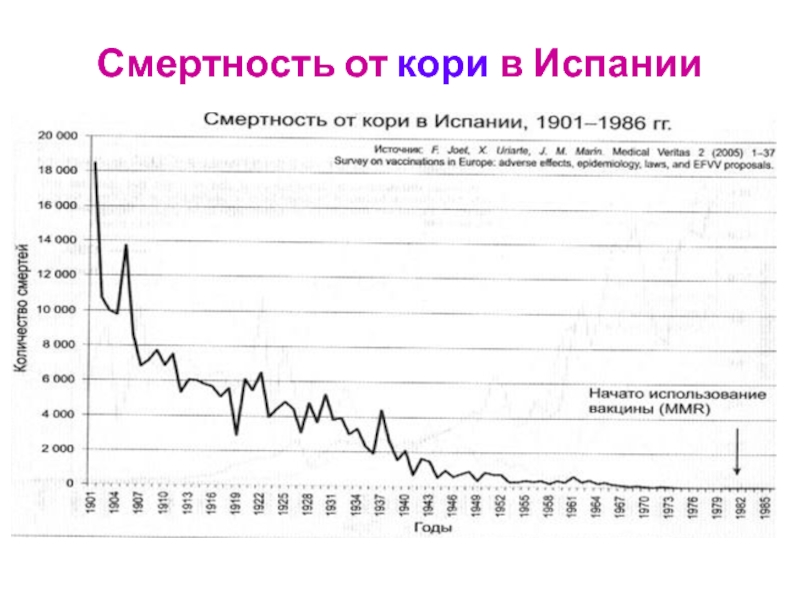 Смертность от кори в Испании
Смертность от кори в Испании, 1901–1986 гг.
Источник: F. Joet, X. Uriarte, J. M. Marin. Medical Veritas 2 (2005) 1–37
Survey on vaccinations in Europe: adverse effects, epidemiology, laws, and EFVV proposals.
Количество смертей
20 000
18 000
16 000
14 000
12 000
10 000
8 000
6 000
4 000
2 000
0
Начато использование
вакцины (MMR)
1901 1904 1907 1910 1913 1916 1919 1922 1925 1928 1931 1934 1937 1940 1943 1946 1949 1952 1955 1958 1961 1964 1967 1970 1973 1976 1979 1982 1985
Годы